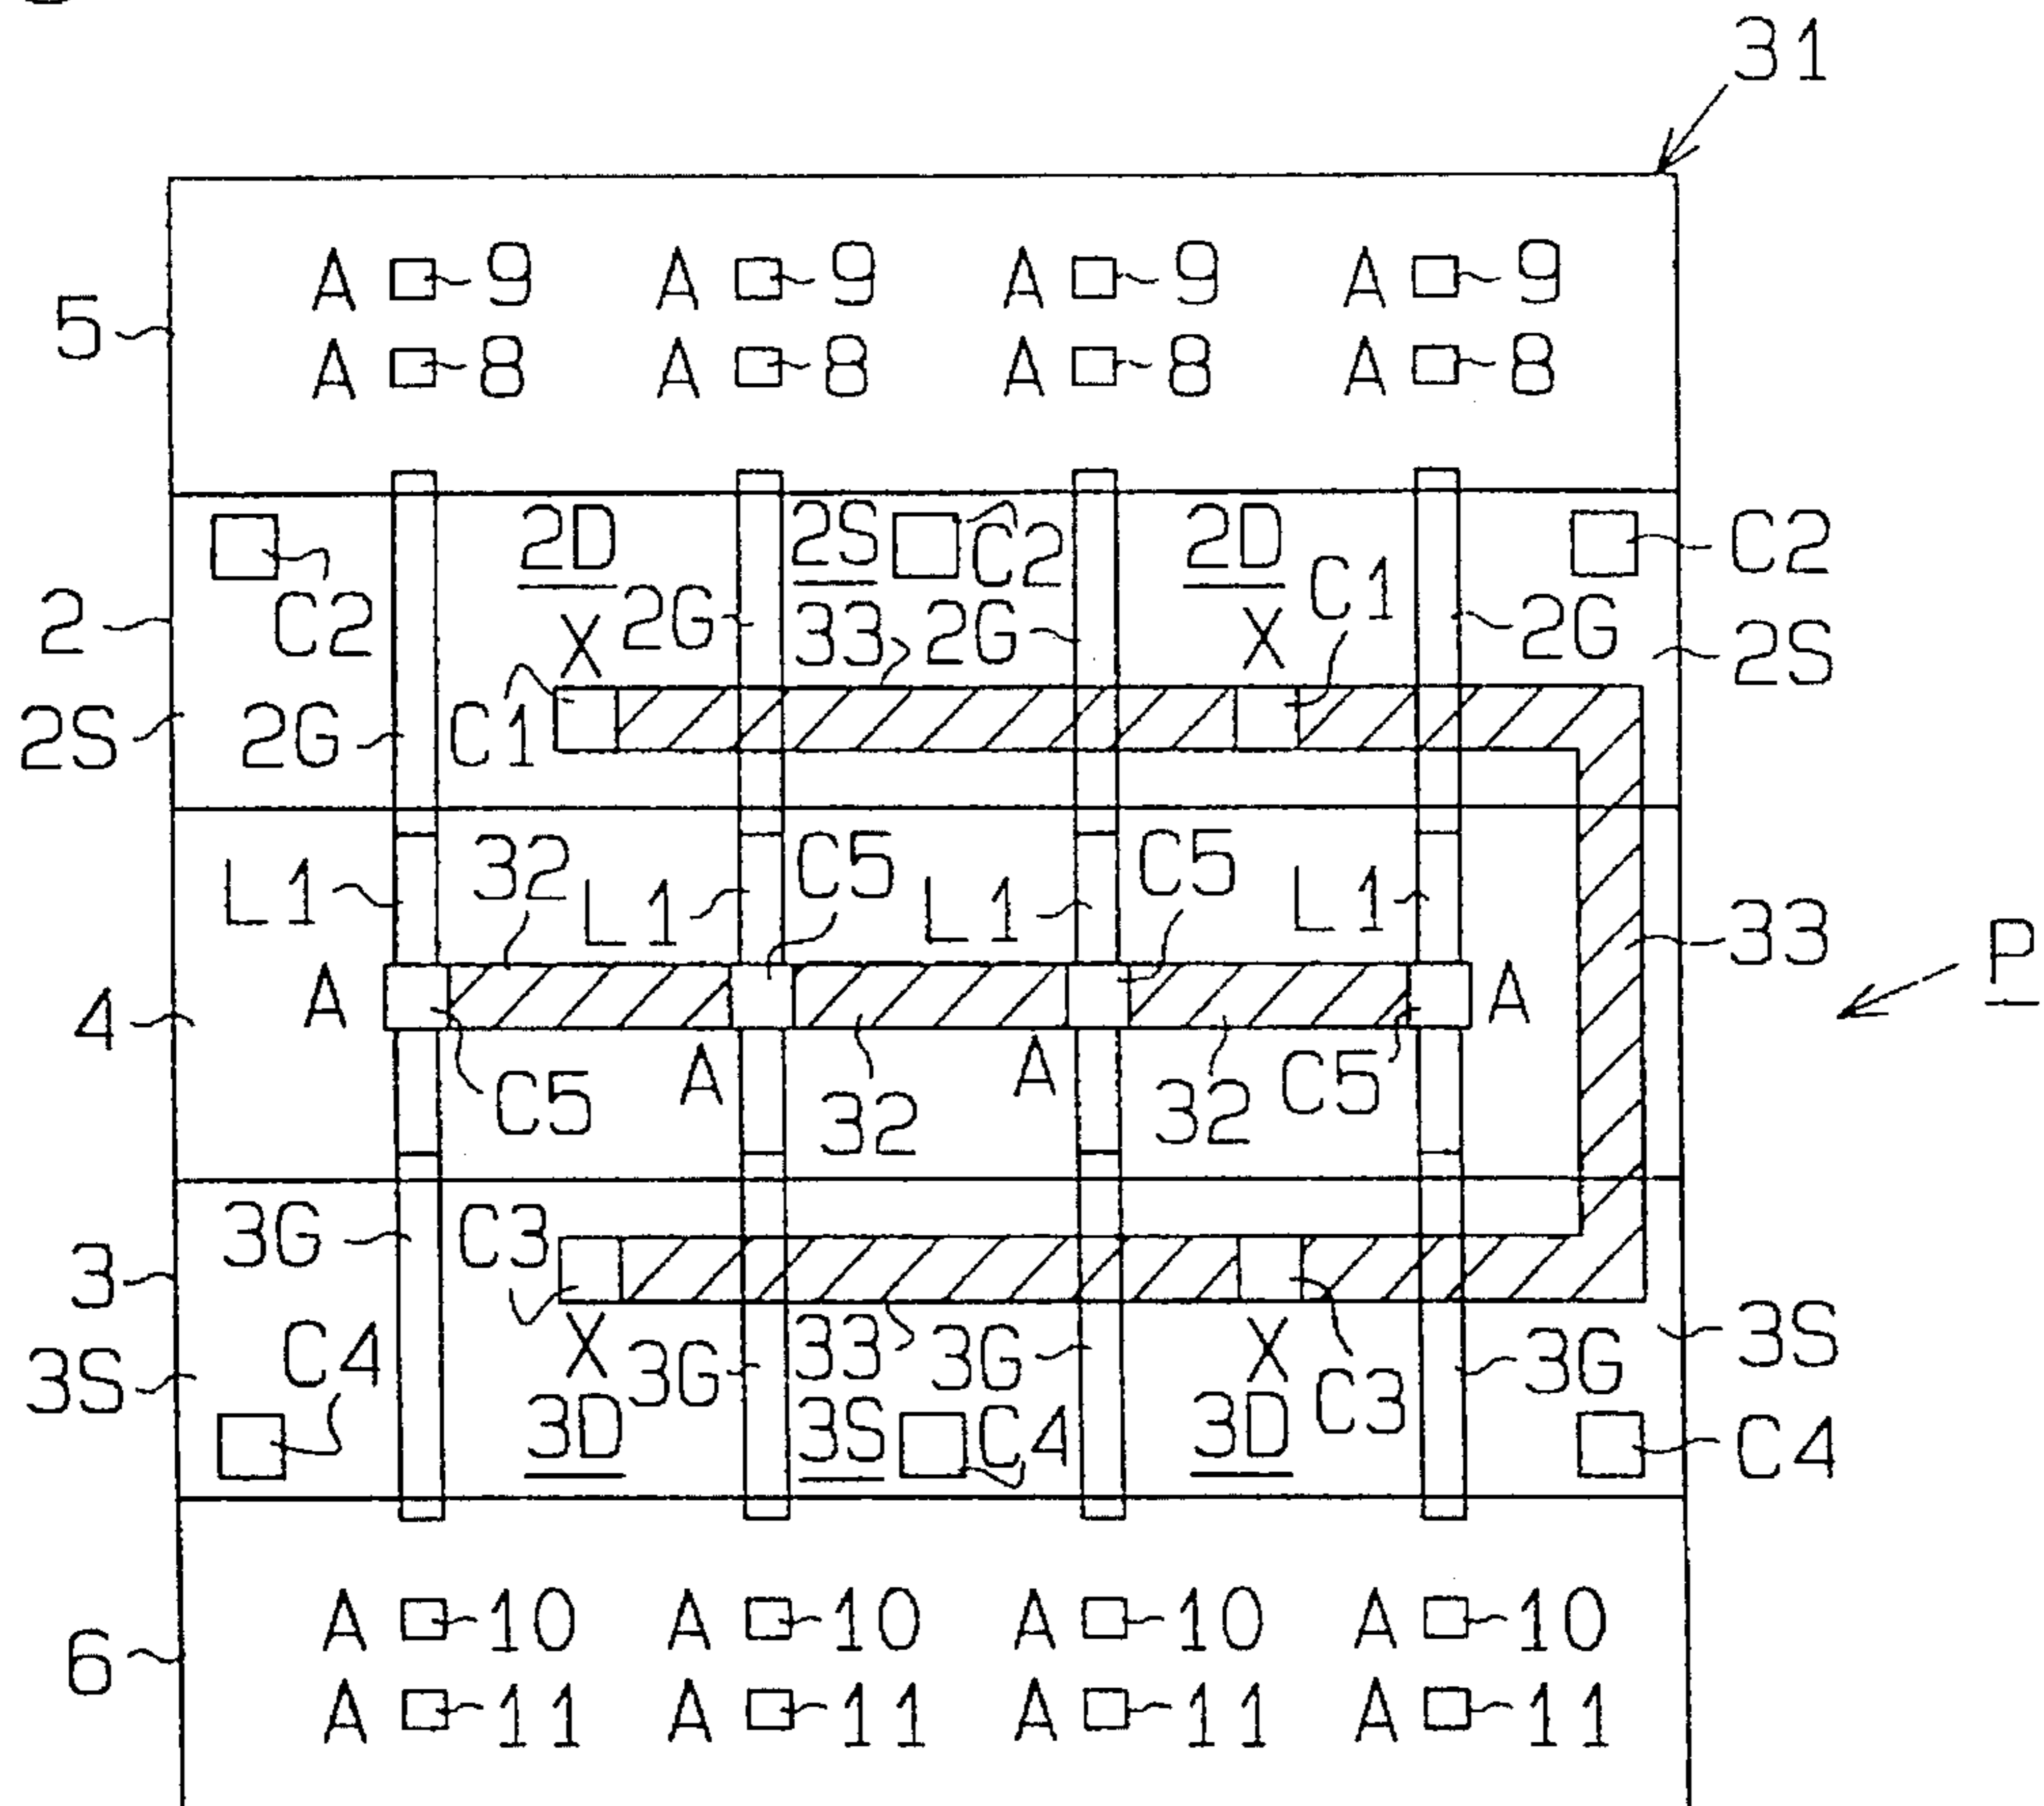 31
A 9 A 9 A 9 A 9
5
A 8 A 8 A 8 A 8
2D 2S C2 2D C2
C2 2G 33 2G X C1 2G
2 X 2S
2S 2G C1
L1 32 L1 C5 L1 C5 L1
33 P
4 A A
C5 A 32 A 32 C5
3G C3
3
3S C4 X 3G 33 3G X C3 3G 3S
3D 3S C4 3D C4
A 10 A 10 A 10 A 10
6
A 11 A 11 A 11 A 11